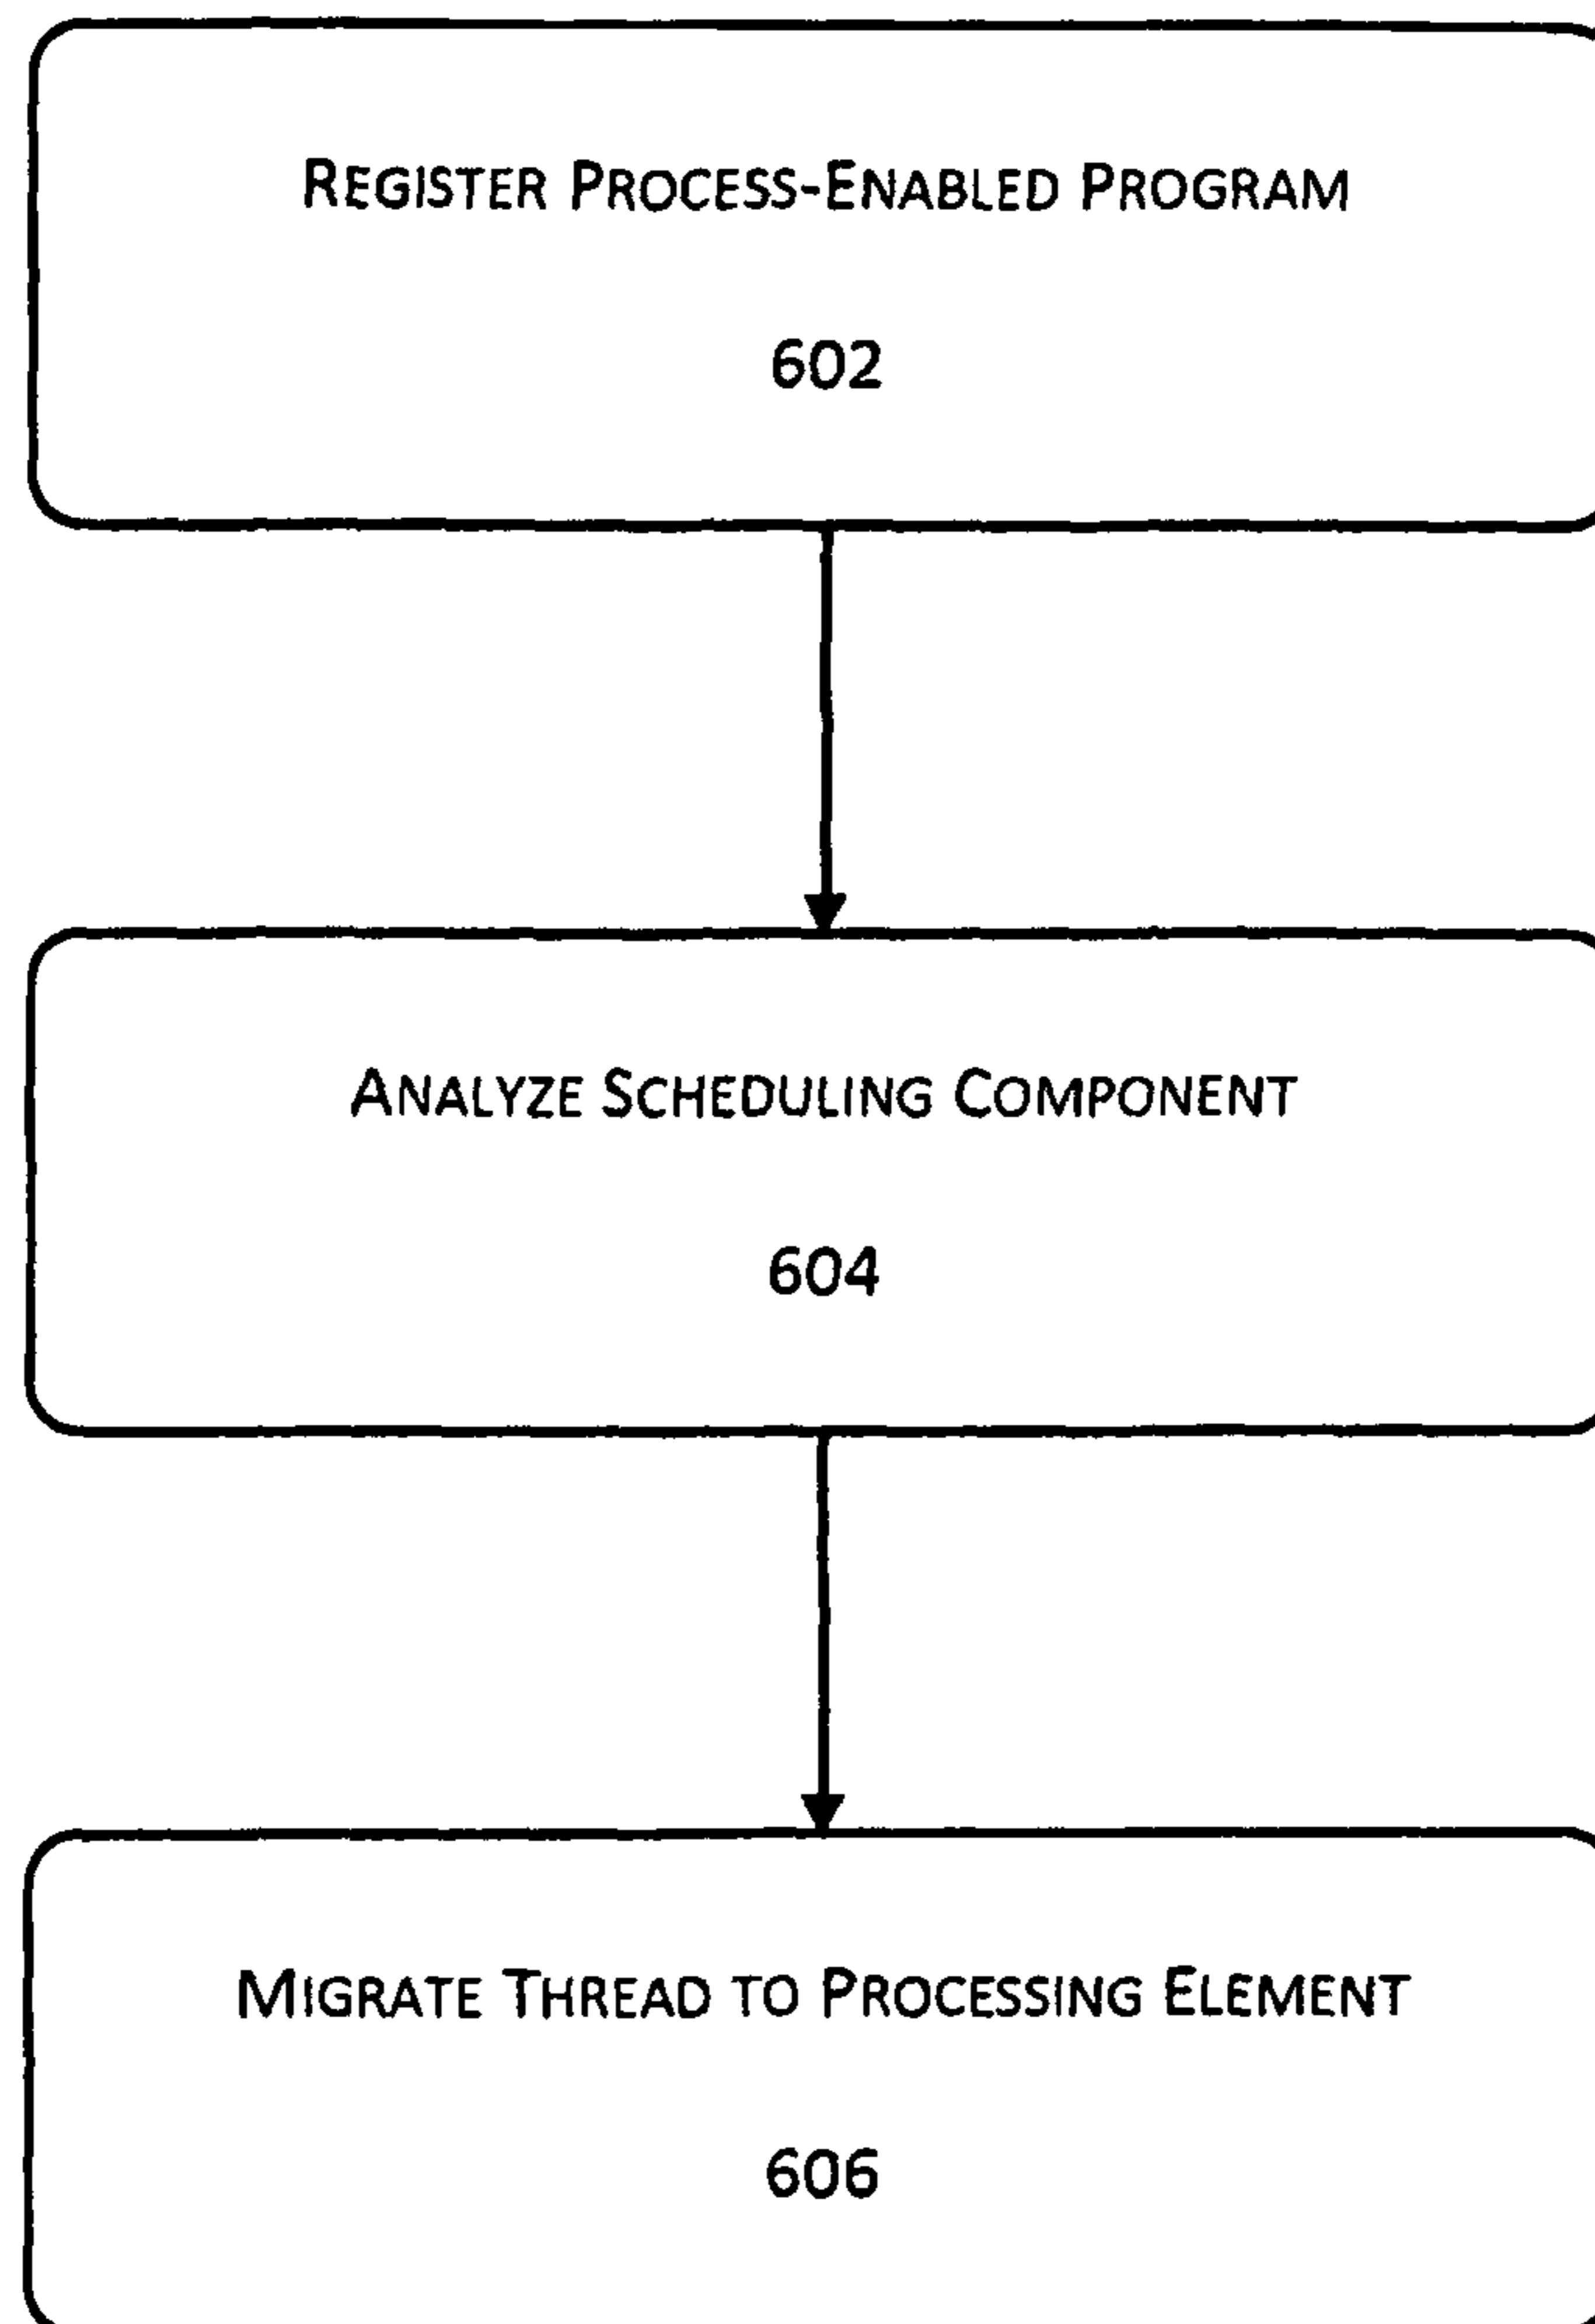 REGISTER PROCESS-ENABLED PROGRAM
602
ANALYZE SCHEDULING COMPONENT
604
MIGRATE THREAD TO PROCESSING ELEMENT
606